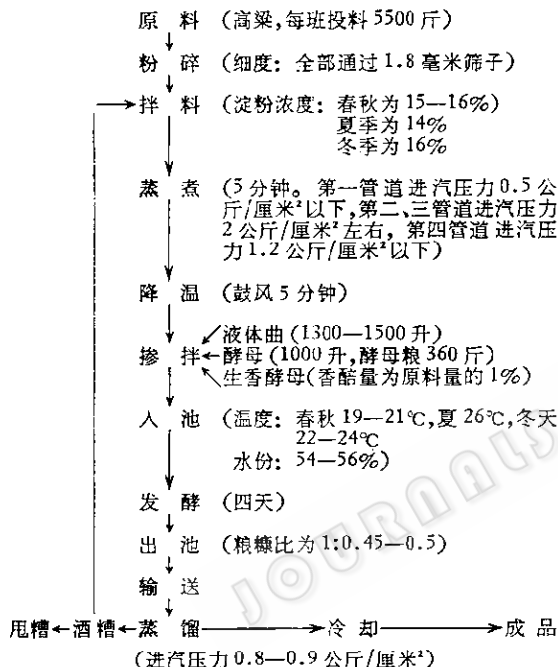 原料 (高粱,每班投料5500斤)
粉碎 (细度: 全部通过1.8毫米筛子)
拌料 (淀粉浓度: 春秋为15—16%)
夏季为14%
冬季为16%
蒸煮 (5分钟。第一管道进汽压力0.5公
斤/厘米²以下,第二、三管道进汽压力
2公斤/厘米²左右, 第四管道进汽压
力1.2公斤/厘米²以下)
降温 (鼓风5分钟)
液体曲 (1300—1500升)
掺拌 酵母 (1000升,酵母粮360斤)
生香酵母(香醅量为原料量的1%)
入池 (温度: 春秋19—21℃,夏26℃,冬天
22—24℃
水份: 54—56%)
发酵 (四天)
出池 (粮糠比为1:0.45—0.5)
输送
甩糟←酒糟←蒸馏→冷却→成品
(进汽压力0.8—0.9公斤/厘米²)
JOURNALS